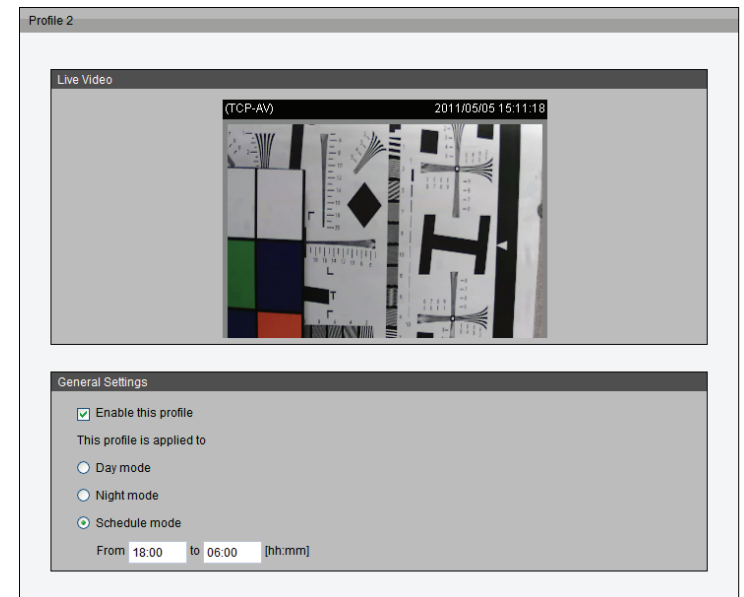 Profile 2
Live Video
(TCP-AV) 2011/05/05 15:11:18
General Settings
Enable this profile
This profile is applied to
Day mode
Night mode
Schedule mode
From 18:00 to 06:00 [hh:mm]